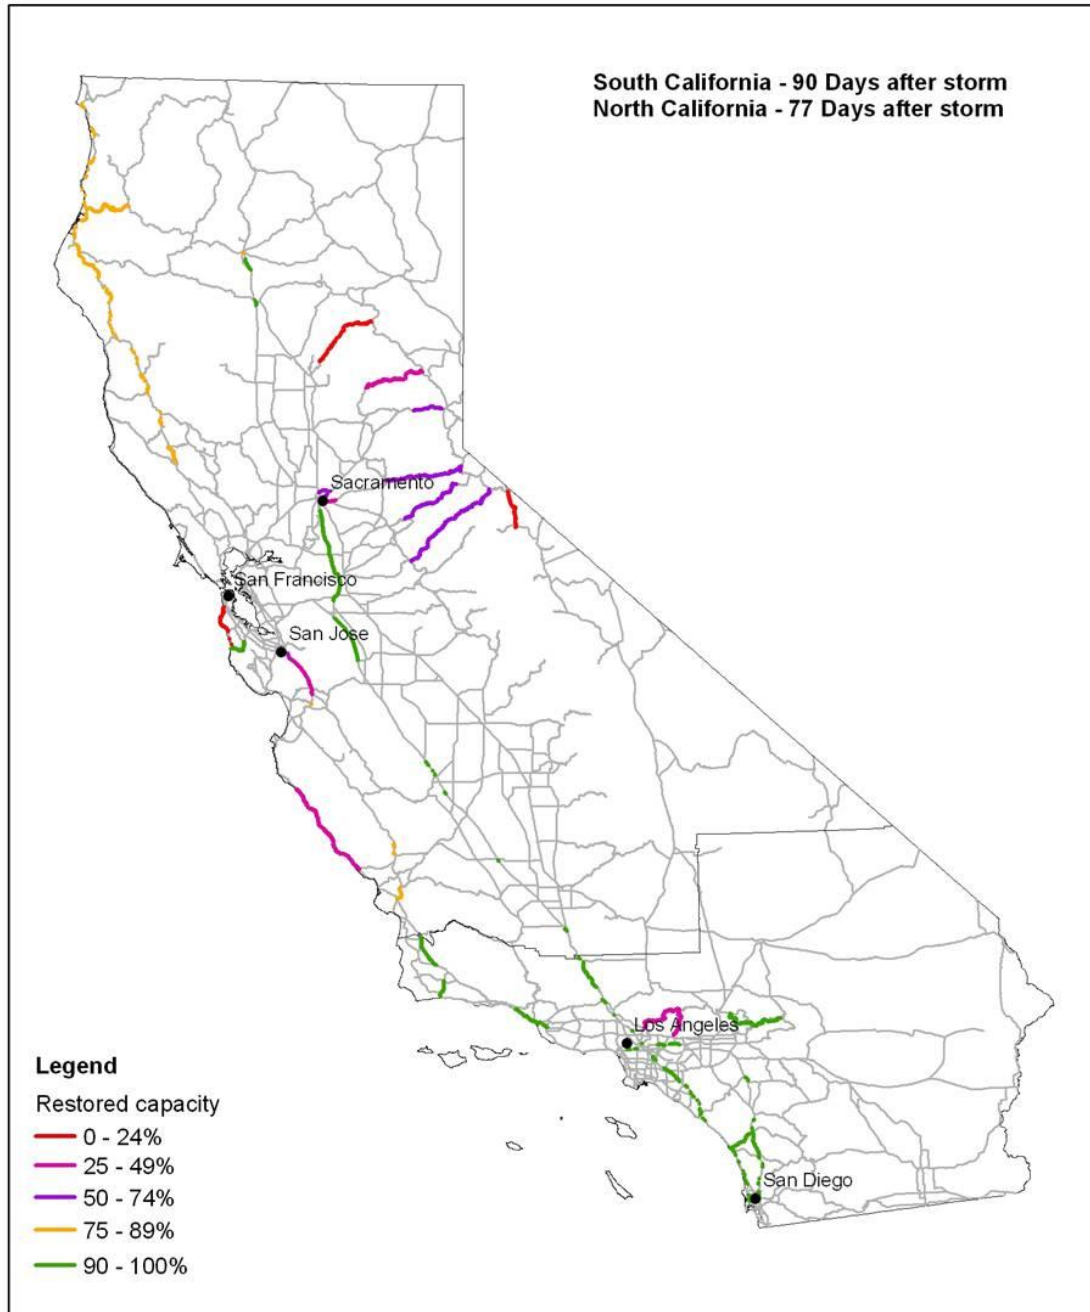 South California - 90 Days after storm
North California - 77 Days after storm
Sacramento
San Francisco
San Jose
Los Angeles
San Diego
Legend
Restored capacity
0 - 24%
25 - 49%
50 - 74%
75 - 89%
90 - 100%